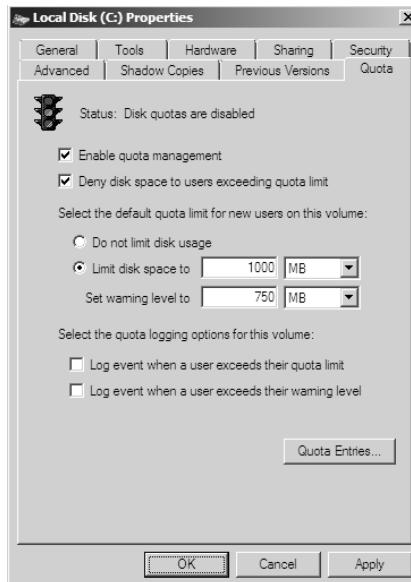 Local Disk (C:) Properties
General Tools Hardware Sharing Security
Advanced Shadow Copies Previous Versions Quota
Status: Disk quotas are disabled
Enable quota management
Deny disk space to users exceeding quota limit
Select the default quota limit for new users on this volume:
Do not limit disk usage
Limit disk space to 1000 MB
Set warning level to 750 MB
Select the quota logging options for this volume:
Log event when a user exceeds their quota limit
Log event when a user exceeds their warning level
Quota Entries...
OK Cancel Apply